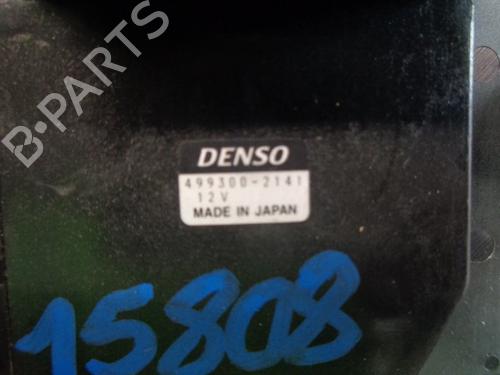 B-PARTS
DENSO
499300-2141
12V
MADE IN JAPAN
15808